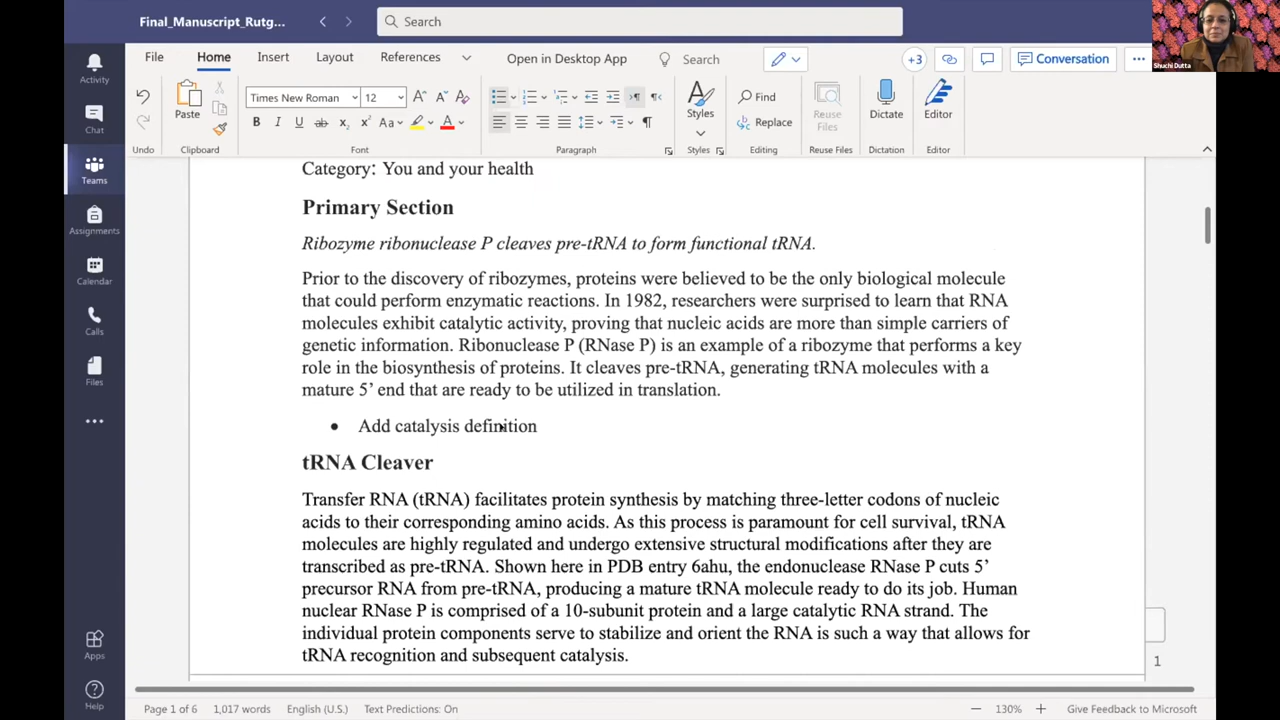 Final_Manuscript_Rutg...
Search
Shuchi Dutta
File
Home
Insert
Layout
References
Open in Desktop App
Search
+3
Conversation
Times New Roman
12
Paste
B I U ab x₂ x² Aa A
Styles
Find
Replace
Reuse Files
Dictate
Editor
Undo
Clipboard
Font
Paragraph
Styles
Editing
Reuse Files
Dictation
Editor
Activity
Chat
Teams
Assignments
Calendar
Calls
Files
Apps
Help
Category: You and your health
Primary Section
Ribozyme ribonuclease P cleaves pre-tRNA to form functional tRNA.
Prior to the discovery of ribozymes, proteins were believed to be the only biological molecule
that could perform enzymatic reactions. In 1982, researchers were surprised to learn that RNA
molecules exhibit catalytic activity, proving that nucleic acids are more than simple carriers of
genetic information. Ribonuclease P (RNase P) is an example of a ribozyme that performs a key
role in the biosynthesis of proteins. It cleaves pre-tRNA, generating tRNA molecules with a
mature 5’ end that are ready to be utilized in translation.
• Add catalysis definition
tRNA Cleaver
Transfer RNA (tRNA) facilitates protein synthesis by matching three-letter codons of nucleic
acids to their corresponding amino acids. As this process is paramount for cell survival, tRNA
molecules are highly regulated and undergo extensive structural modifications after they are
transcribed as pre-tRNA. Shown here in PDB entry 6ahu, the endonuclease RNase P cuts 5’
precursor RNA from pre-tRNA, producing a mature tRNA molecule ready to do its job. Human
nuclear RNase P is comprised of a 10-subunit protein and a large catalytic RNA strand. The
individual protein components serve to stabilize and orient the RNA is such a way that allows for
tRNA recognition and subsequent catalysis.
1
Page 1 of 6
1,017 words
English (U.S.)
Text Predictions: On
130%
Give Feedback to Microsoft